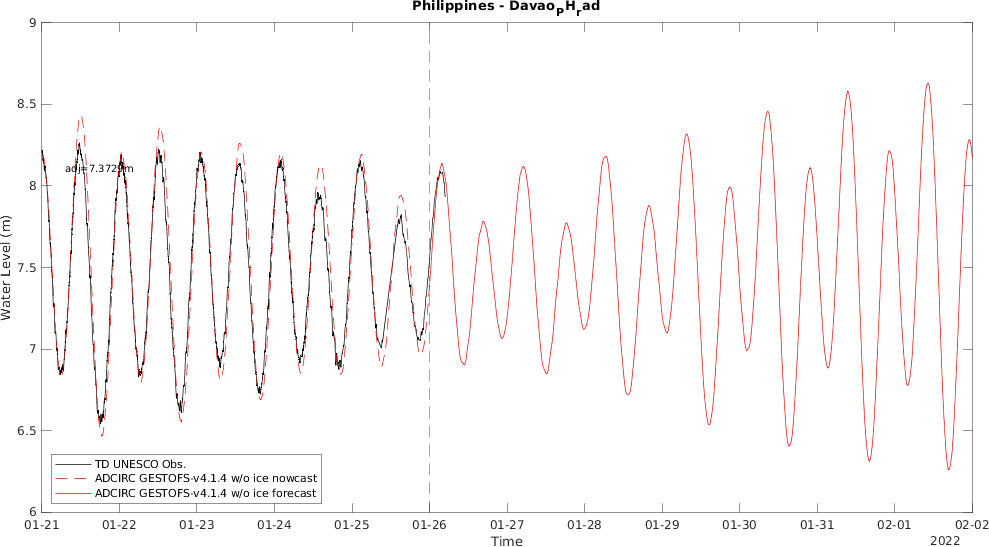 Philippines - Davao_pH_rad
9
8.5
8
7.5
7
6.5
6
Water Level (m)
adj=7.3729m
TD UNESCO Obs.
ADCIRC GESTOFS-v4.1.4 w/o ice nowcast
ADCIRC GESTOFS-v4.1.4 w/o ice forecast
01-21 01-22 01-23 01-24 01-25 01-26 01-27 01-28 01-29 01-30 01-31 02-01 02-02
Time
2022